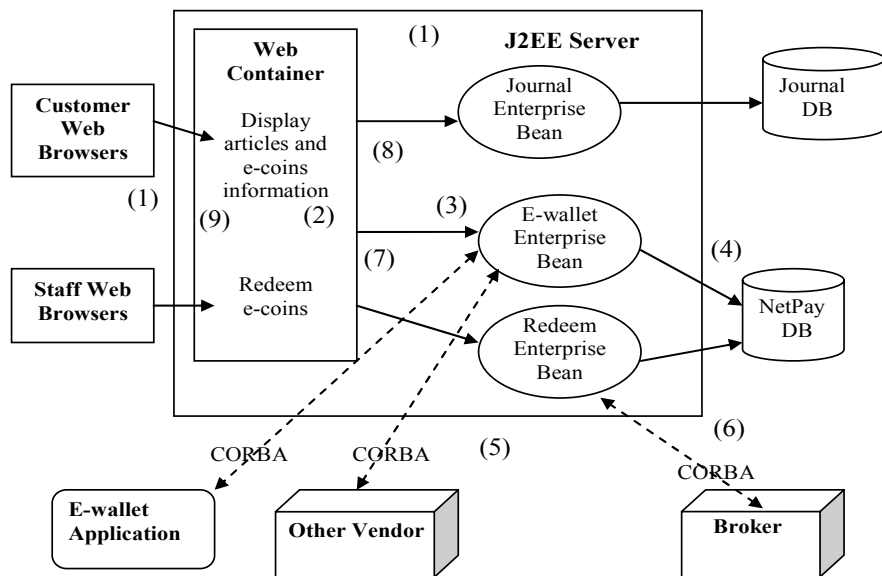 (1)
J2EE Server
Web
Container
Journal
Enterprise
Bean
Journal
DB
Customer
Web
Browsers
Display
articles and
e-coins
information
(8)
(1)
(9)
(2)
(3)
E-wallet
Enterprise
Bean
(4)
(7)
Staff Web
Browsers
Redeem
e-coins
NetPay
DB
Redeem
Enterprise
Bean
(6)
(5)
CORBA
CORBA
CORBA
E-wallet
Application
Other Vendor
Broker